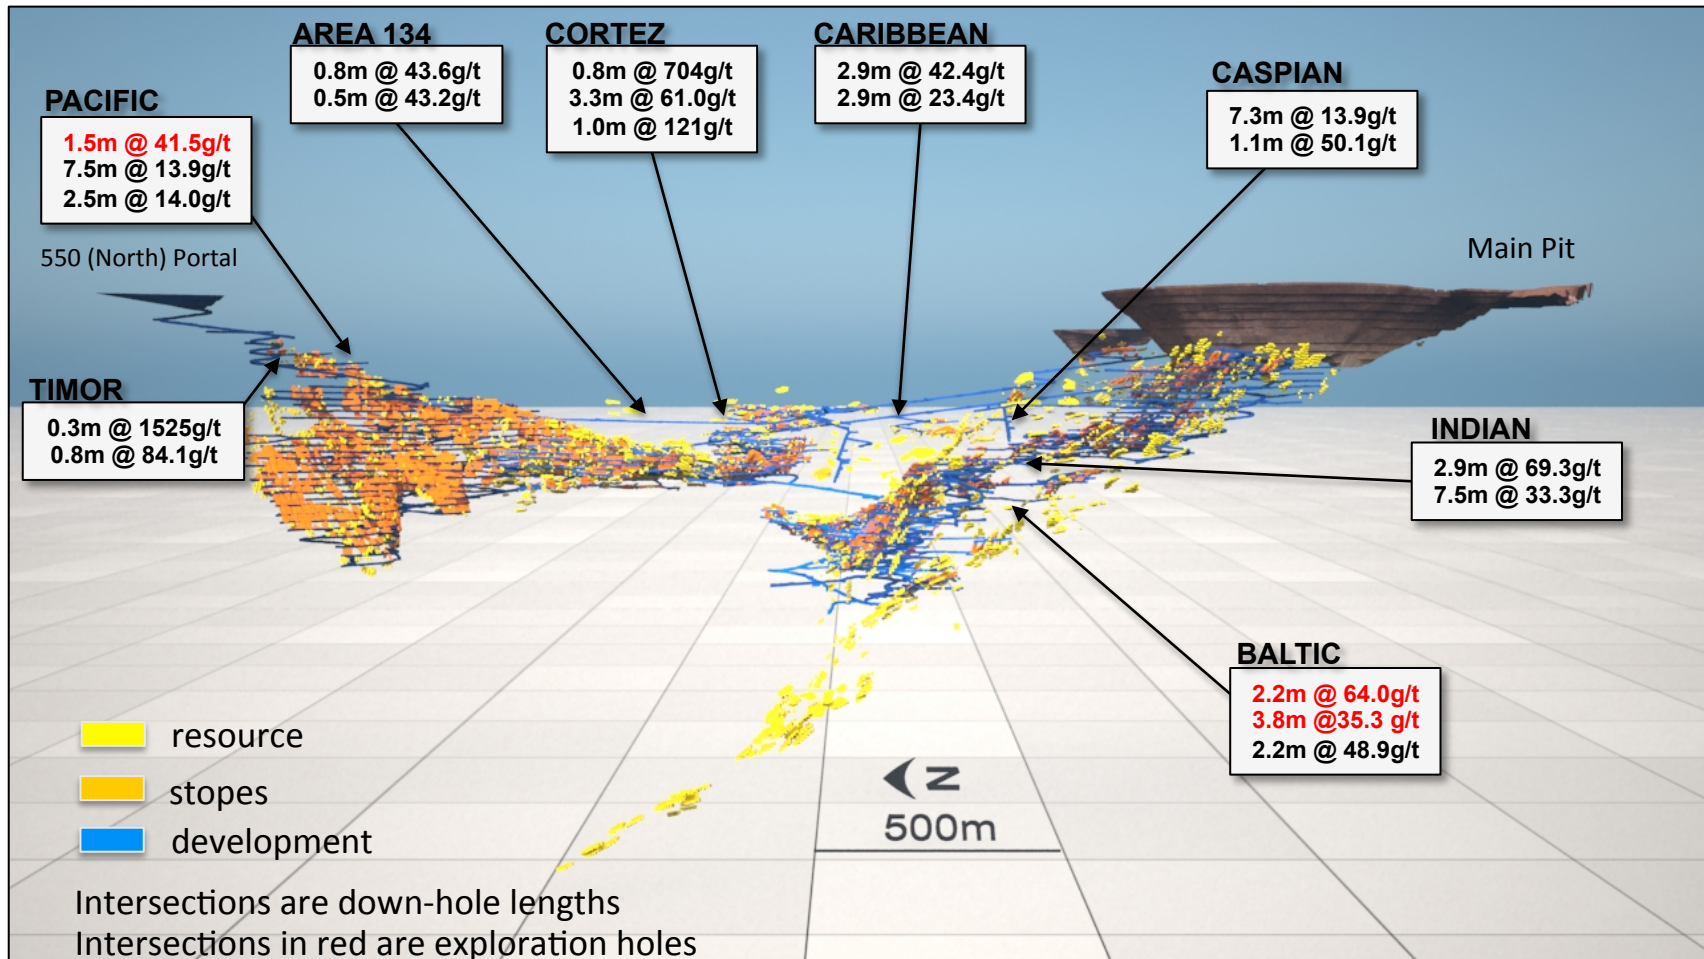 AREA 134
0.8m @ 43.6g/t
0.5m @ 43.2g/t
CORTEZ
0.8m @ 704g/t
3.3m @ 61.0g/t
1.0m @ 121g/t
CARIBBEAN
2.9m @ 42.4g/t
2.9m @ 23.4g/t
CASPIAN
7.3m @ 13.9g/t
1.1m @ 50.1g/t
PACIFIC
1.5m @ 41.5g/t
7.5m @ 13.9g/t
2.5m @ 14.0g/t
550 (North) Portal
Main Pit
TIMOR
0.3m @ 1525g/t
0.8m @ 84.1g/t
INDIAN
2.9m @ 69.3g/t
7.5m @ 33.3g/t
BALTIC
2.2m @ 64.0g/t
3.8m @35.3 g/t
2.2m @ 48.9g/t
resource
stopes
development
N
500m
Intersections are down-hole lengths
Intersections in red are exploration holes